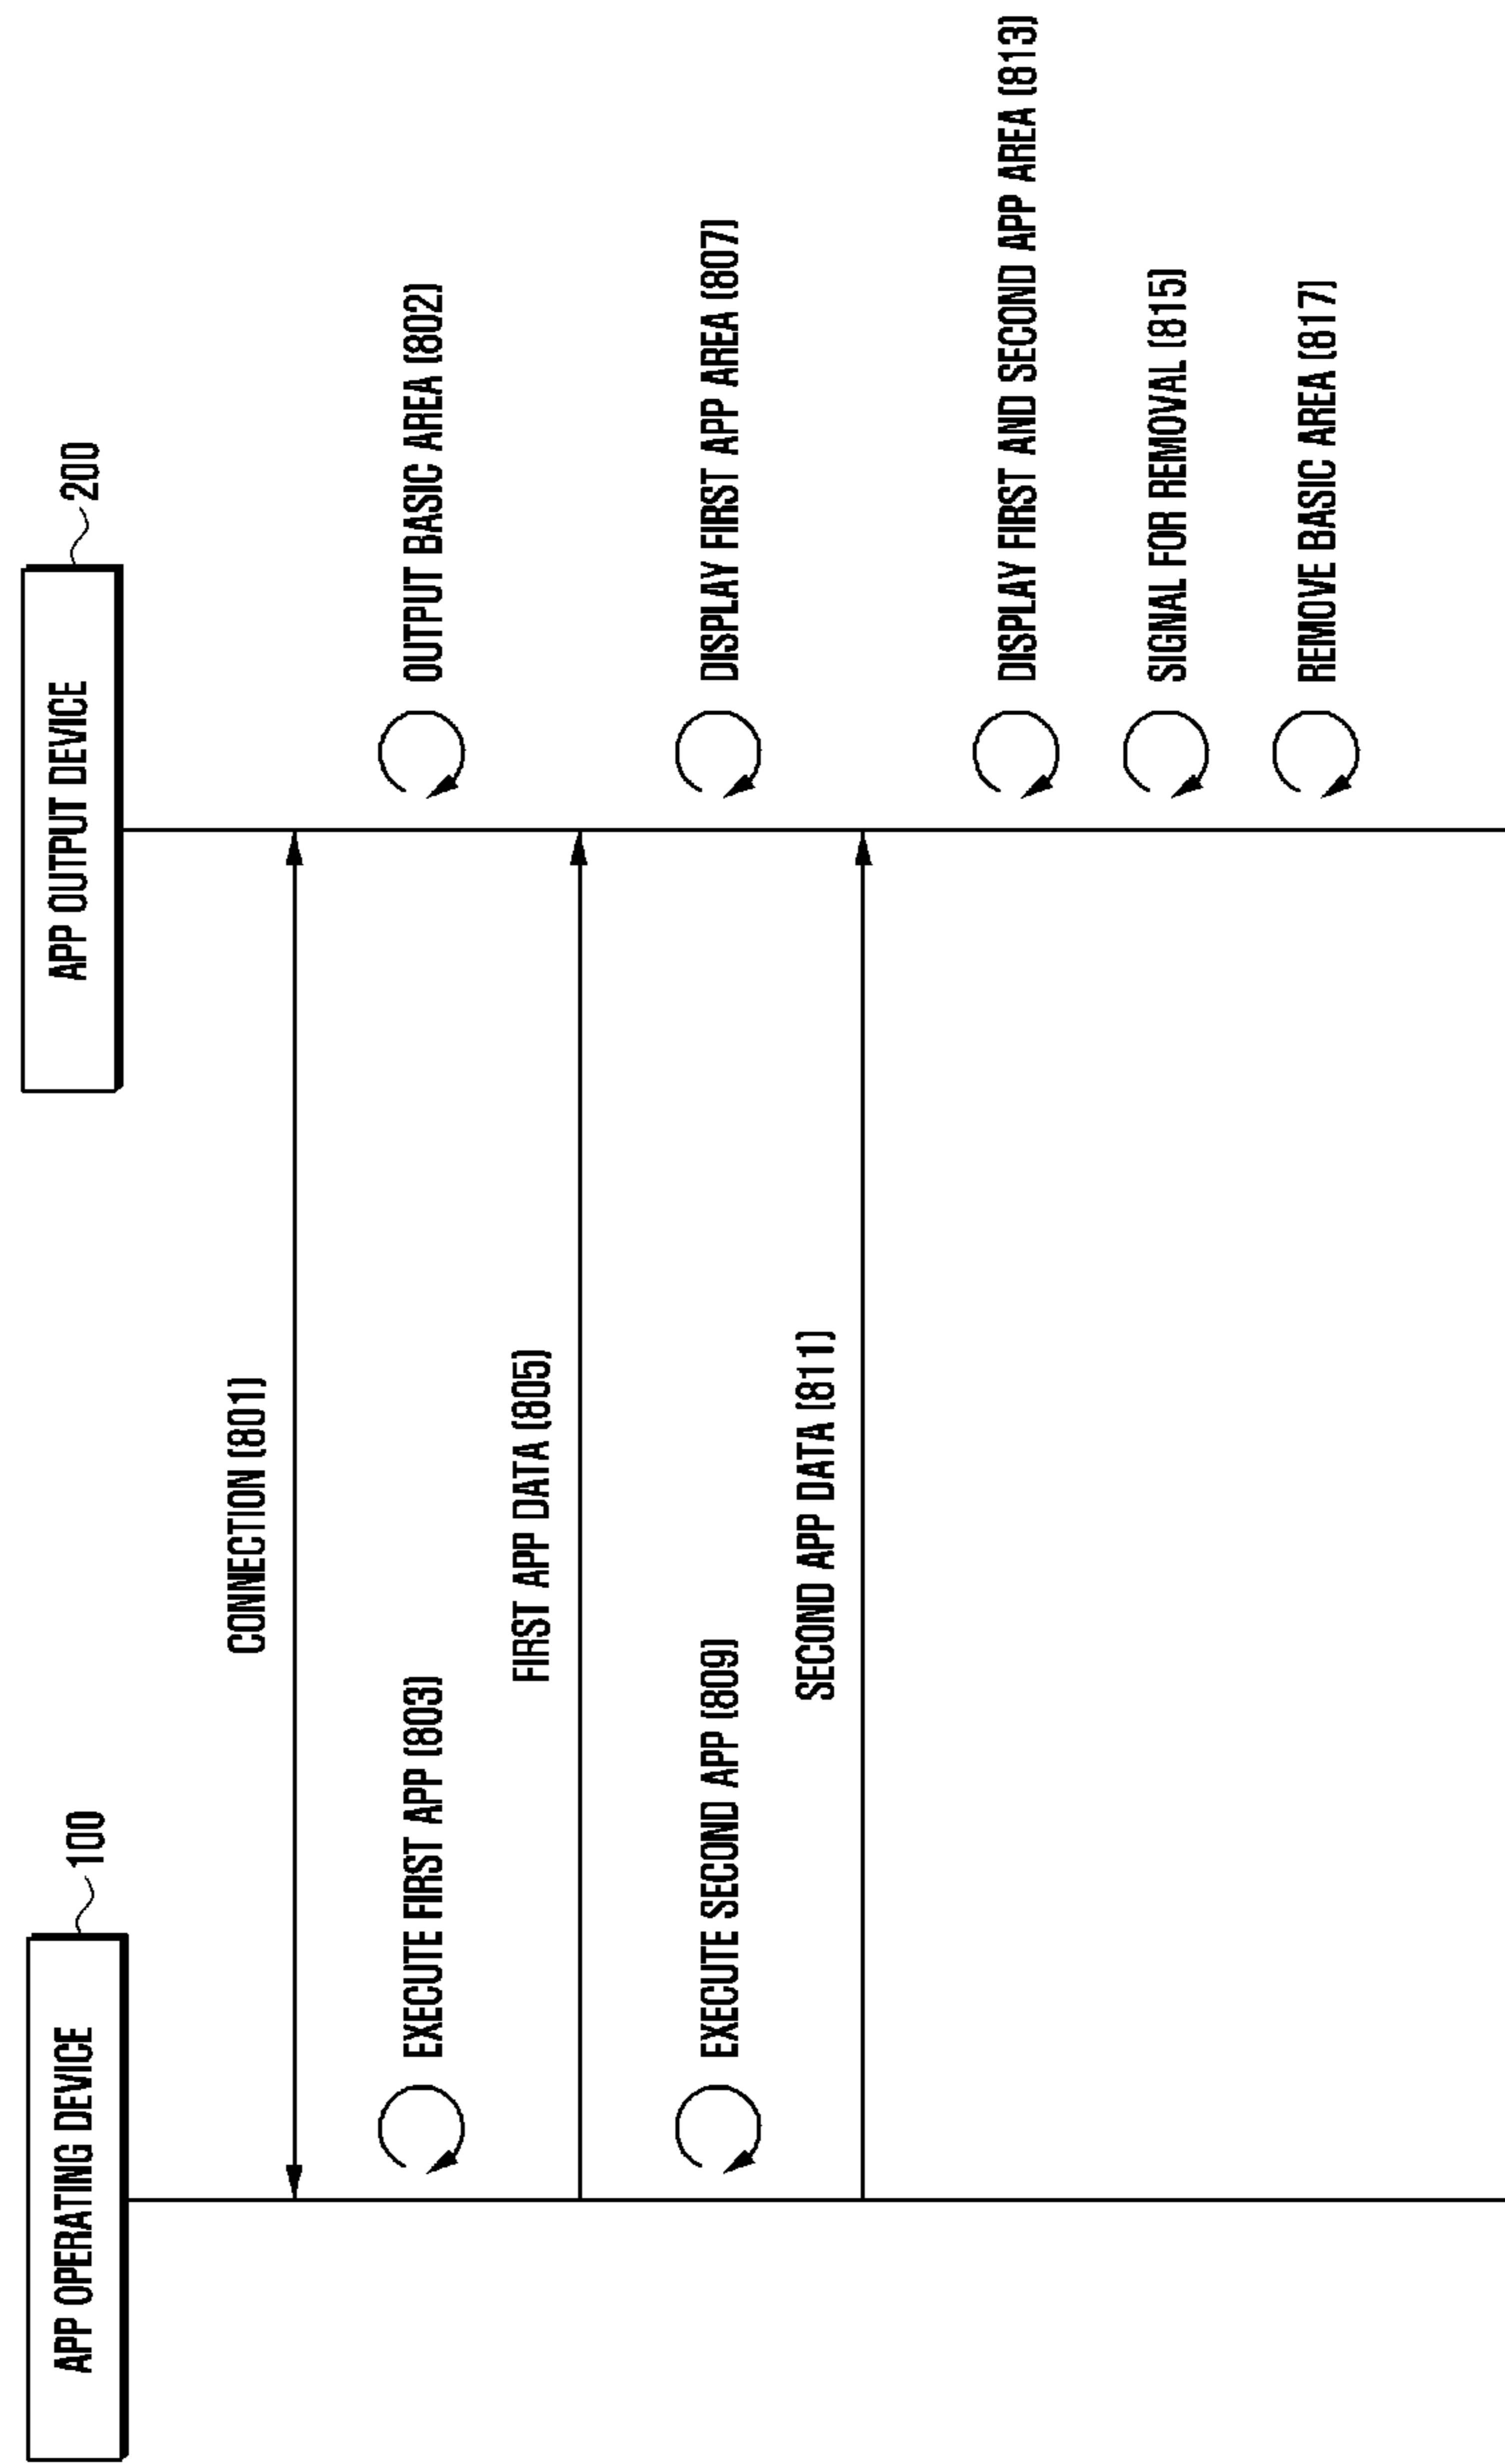 APP OPERATING DEVICE
100
APP OUTPUT DEVICE
200
CONNECTION (801)
EXECUTE FIRST APP (803)
OUTPUT BASIC AREA (802)
FIRST APP DATA (805)
EXECUTE SECOND APP (809)
DISPLAY FIRST APP AREA (807)
SECOND APP DATA (811)
DISPLAY FIRST AND SECOND APP AREA (813)
SIGNAL FOR REMOVAL (815)
REMOVE BASIC AREA (817)